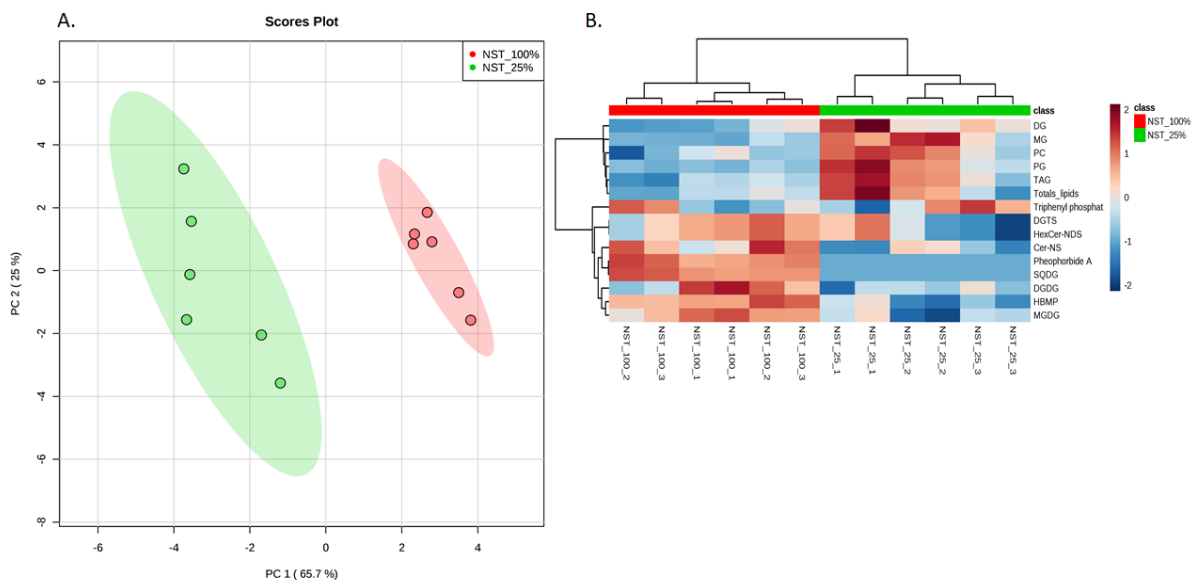 A.
Scores Plot
NST_100%
NST_25%
6
4
2
0
-2
-4
-6
-8
PC 2 ( 25 %)
-6
-4
-2
0
2
4
PC 1 ( 65.7 %)
B.
class
DG
MG
PC
PG
TAG
Totals_lipids
Triphenyl phosphat
DGTS
HexCer-NDS
Cer-NS
Pheophorbide A
SQDG
DGDG
HBMP
MGDG
NST_100_2
NST_100_3
NST_100_1
NST_100_1
NST_100_2
NST_100_3
NST_25_1
NST_25_1
NST_25_2
NST_25_2
NST_25_3
NST_25_3
2
1
0
-1
-2
class
NST_100%
NST_25%